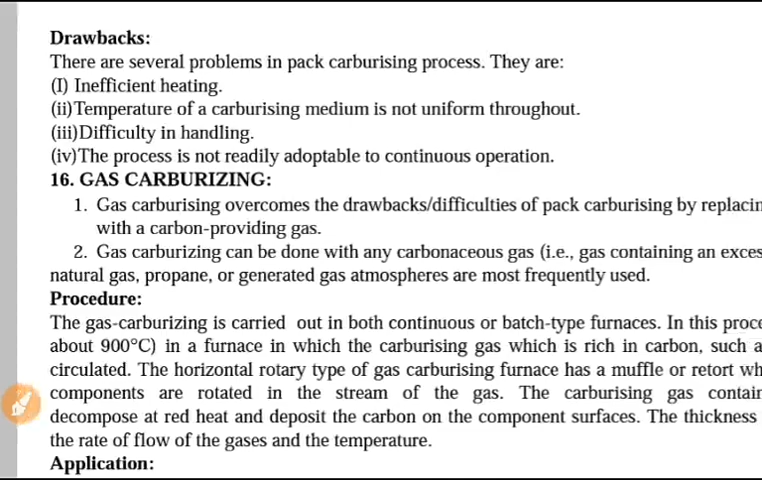 Drawbacks:
There are several problems in pack carburising process. They are:
(I) Inefficient heating.
(ii)Temperature of a carburising medium is not uniform throughout.
(iii)Difficulty in handling.
(iv)The process is not readily adoptable to continuous operation.
16. GAS CARBURIZING:
1. Gas carburising overcomes the drawbacks/difficulties of pack carburising by replacin
with a carbon-providing gas.
2. Gas carburizing can be done with any carbonaceous gas (i.e., gas containing an exces
natural gas, propane, or generated gas atmospheres are most frequently used.
Procedure:
The gas-carburizing is carried out in both continuous or batch-type furnaces. In this proce
about 900°C) in a furnace in which the carburising gas which is rich in carbon, such a
circulated. The horizontal rotary type of gas carburising furnace has a muffle or retort wh
components are rotated in the stream of the gas. The carburising gas contain
decompose at red heat and deposit the carbon on the component surfaces. The thickness
the rate of flow of the gases and the temperature.
Application: